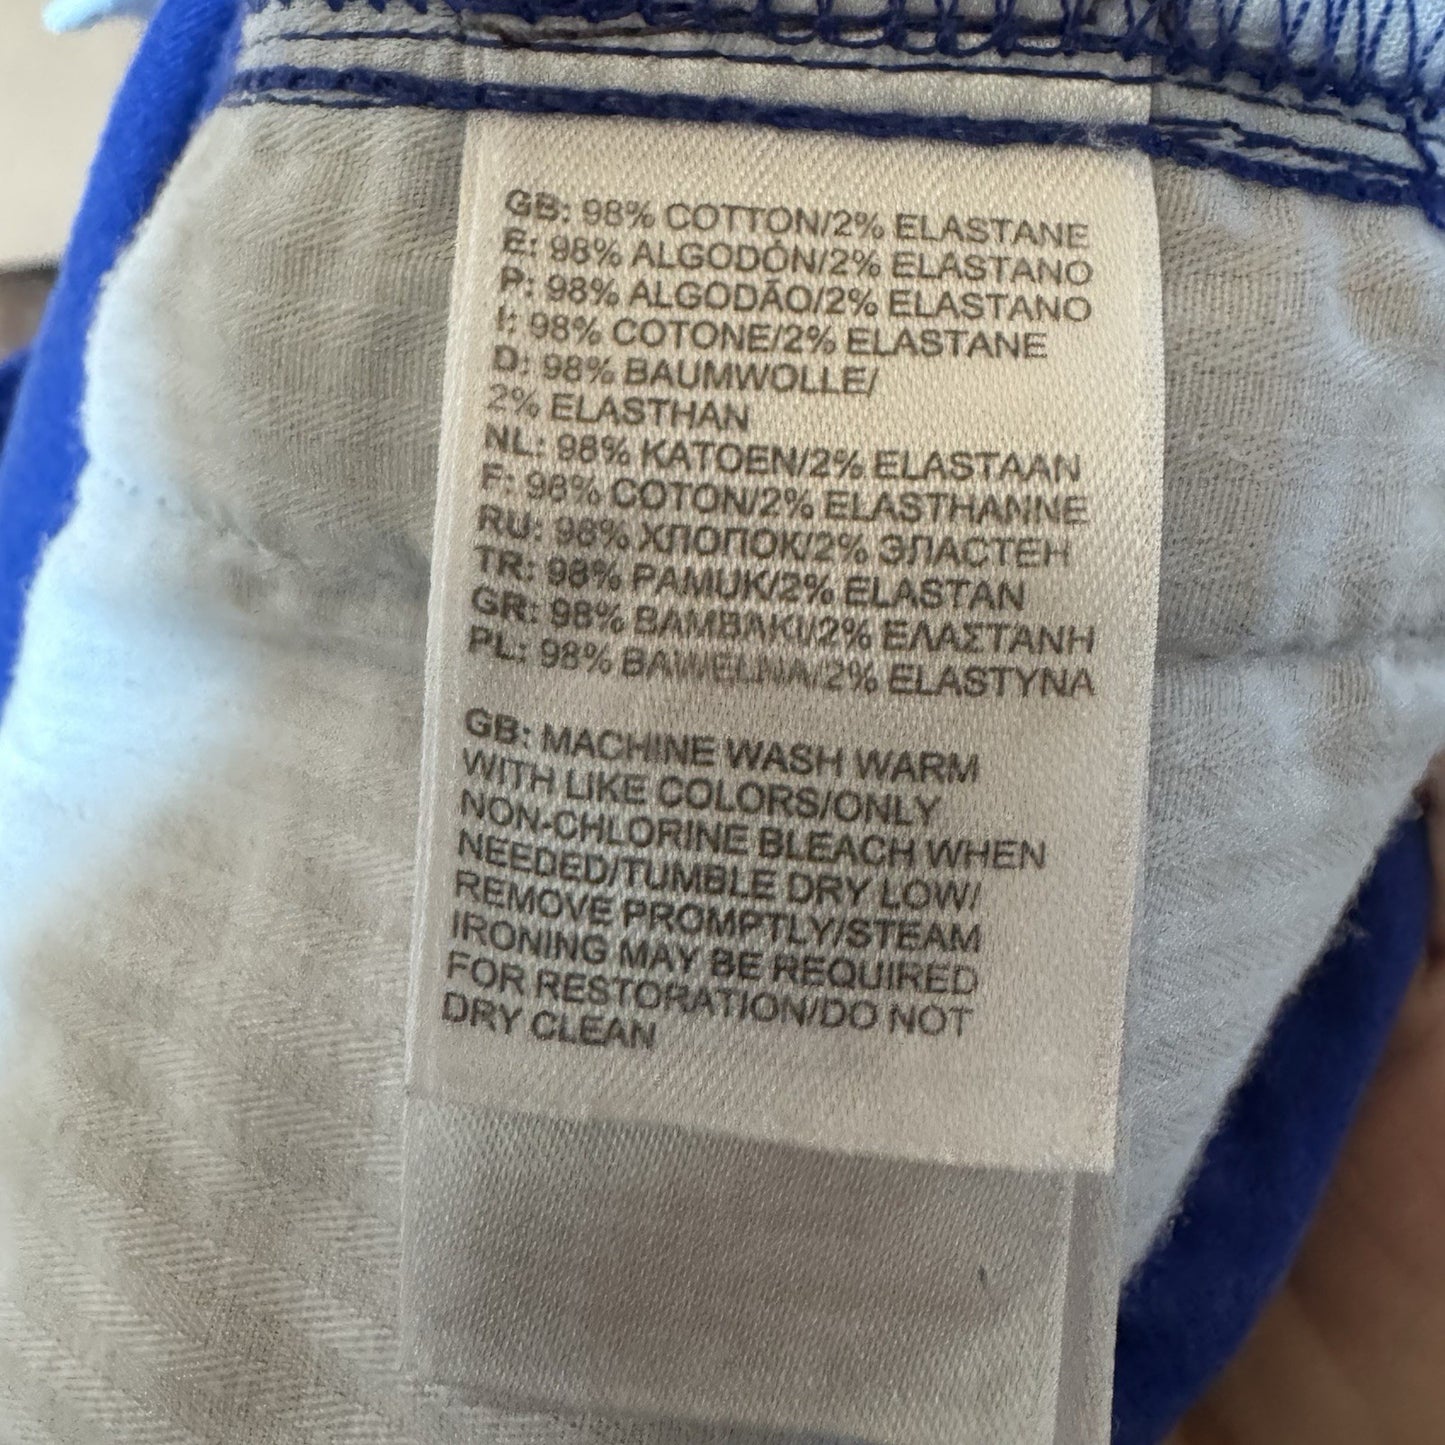 GB: 98% COTTON/2% ELASTANE
E: 98% ALGODÓN/2% ELASTANO
P: 98% ALGODÃO/2% ELASTANO
I: 98% COTONE/2% ELASTANE
D: 98% BAUMWOLLE/
2% ELASTHAN
NL: 98% KATOEN/2% ELASTAAN
F: 98% COTON/2% ELASTHANNE
RU: 98% ХЛОПОК/2% ЭЛАСТЕН
TR: 98% PAMUK/2% ELASTAN
GR: 98% ΒΑΜΒΑΚΙ/2% ΕΛΑΣΤΆΝΗ
PL: 98% BAWEŁNA/2% ELASTYNA
GB: MACHINE WASH WARM
WITH LIKE COLORS/ONLY
NON-CHLORINE BLEACH WHEN
NEEDED/TUMBLE DRY LOW/
REMOVE PROMPTLY/STEAM
IRONING MAY BE REQUIRED
FOR RESTORATION/DO NOT
DRY CLEAN